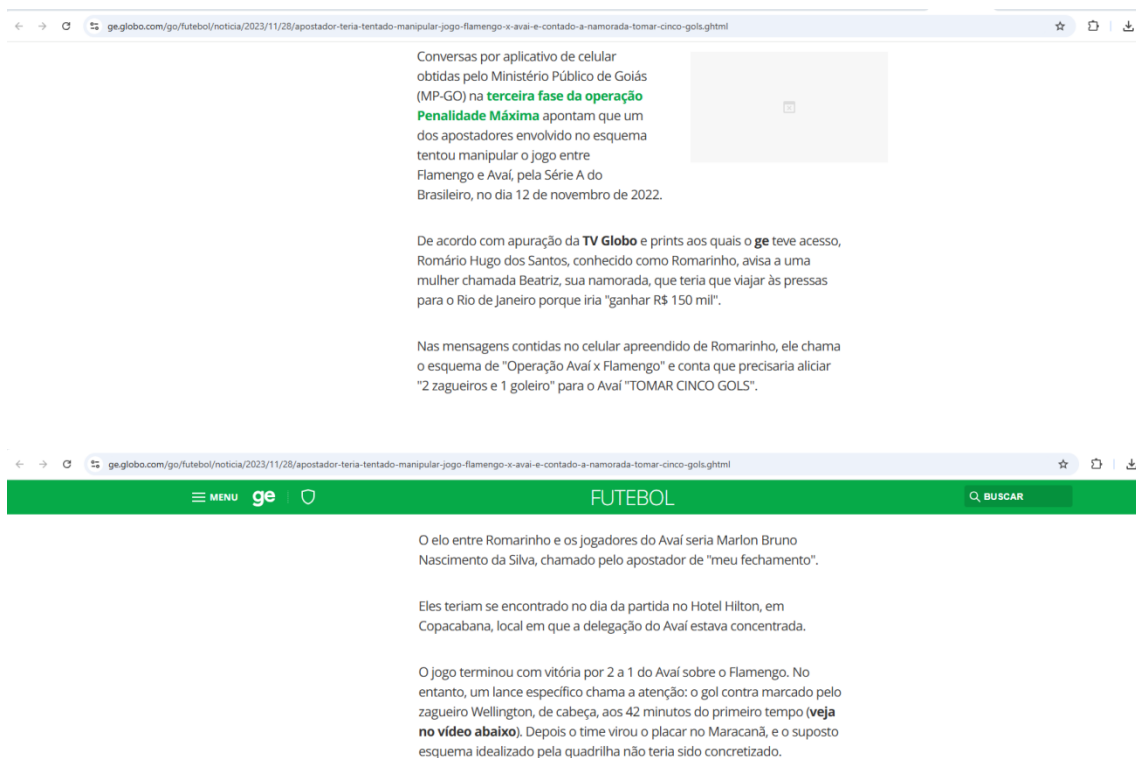 ge.globo.com/go/futebol/noticia/2023/11/28/apostador-teria-tentado-manipular-jogo-flamengo-x-avai-e-contado-a-namorada-tomar-cinco-gols.ghtml
Conversas por aplicativo de celular
obtidas pelo Ministério Público de Goiás
(MP-GO) na terceira fase da operação
Penalidade Máxima apontam que um
dos apostadores envolvido no esquema
tentou manipular o jogo entre
Flamengo e Avaí, pela Série A do
Brasileiro, no dia 12 de novembro de 2022.
De acordo com apuração da TV Globo e prints aos quais o ge teve acesso,
Romário Hugo dos Santos, conhecido como Romarinho, avisa a uma
mulher chamada Beatriz, sua namorada, que teria que viajar às pressas
para o Rio de Janeiro porque iria "ganhar R$ 150 mil".
Nas mensagens contidas no celular apreendido de Romarinho, ele chama
o esquema de "Operação Avaí x Flamengo" e conta que precisaria aliciar
"2 zagueiros e 1 goleiro" para o Avaí "TOMAR CINCO GOLS".
ge.globo.com/go/futebol/noticia/2023/11/28/apostador-teria-tentado-manipular-jogo-flamengo-x-avai-e-contado-a-namorada-tomar-cinco-gols.ghtml
MENU ge FUTEBOL BUSCAR
O elo entre Romarinho e os jogadores do Avaí seria Marlon Bruno
Nascimento da Silva, chamado pelo apostador de "meu fechamento".
Eles teriam se encontrado no dia da partida no Hotel Hilton, em
Copacabana, local em que a delegação do Avaí estava concentrada.
O jogo terminou com vitória por 2 a 1 do Avaí sobre o Flamengo. No
entanto, um lance específico chama a atenção: o gol contra marcado pelo
zagueiro Wellington, de cabeça, aos 42 minutos do primeiro tempo (veja
no vídeo abaixo). Depois o time virou o placar no Maracanã, e o suposto
esquema idealizado pela quadrilha não teria sido concretizado.